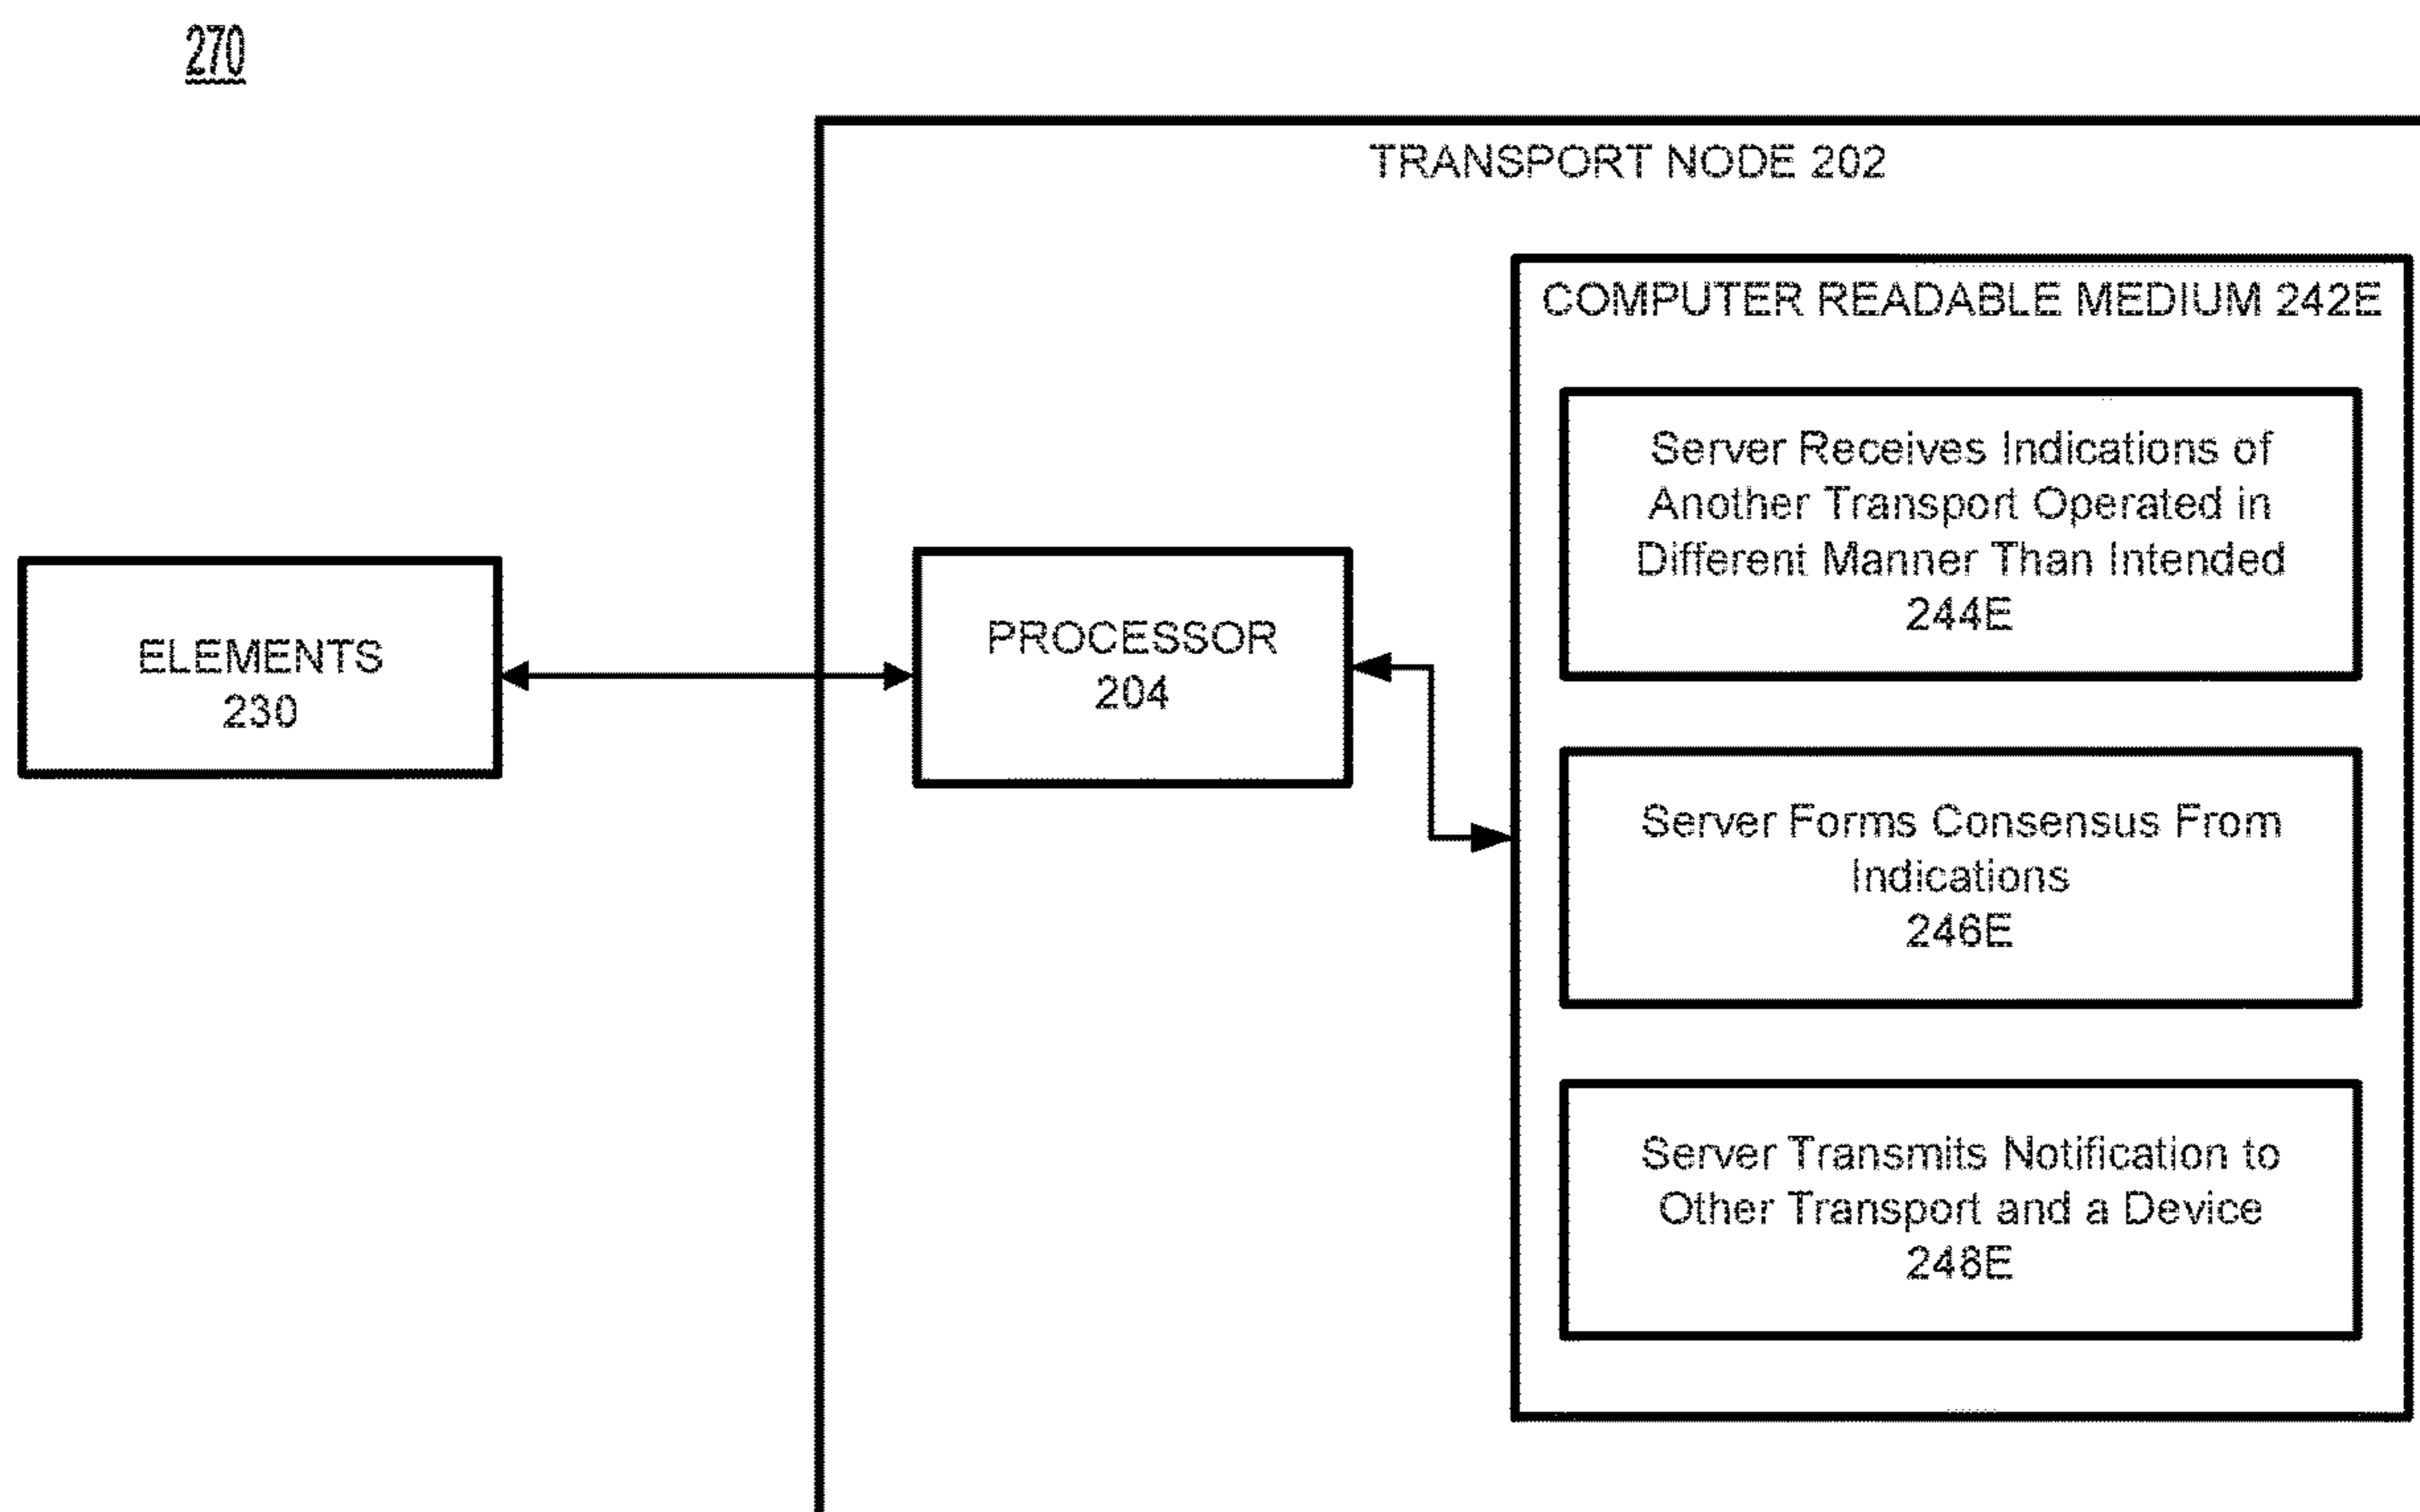 270
TRANSPORT NODE 202
COMPUTER READABLE MEDIUM 242E
Server Receives Indications of
Another Transport Operated in
Different Manner Than Intended
244E
ELEMENTS
230
PROCESSOR
204
Server Forms Consensus From
Indications
246E
Server Transmits Notification to
Other Transport and a Device
248E